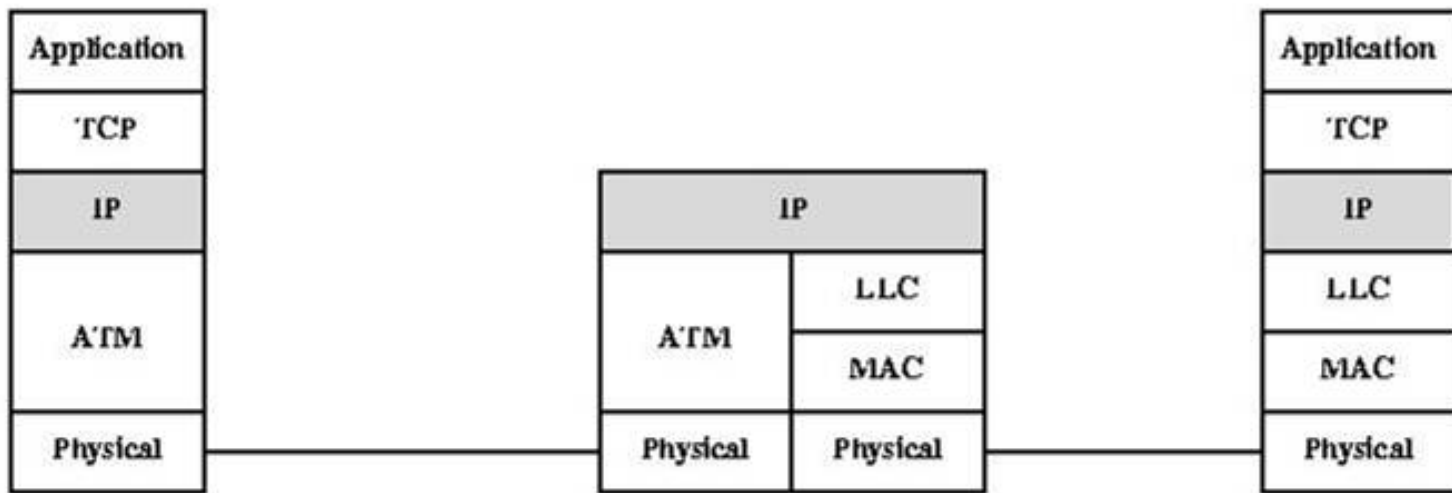 Application
TCP
IP
ATM
Physical
IP
ATM
LLC
MAC
Physical
Physical
Application
TCP
IP
LLC
MAC
Physical